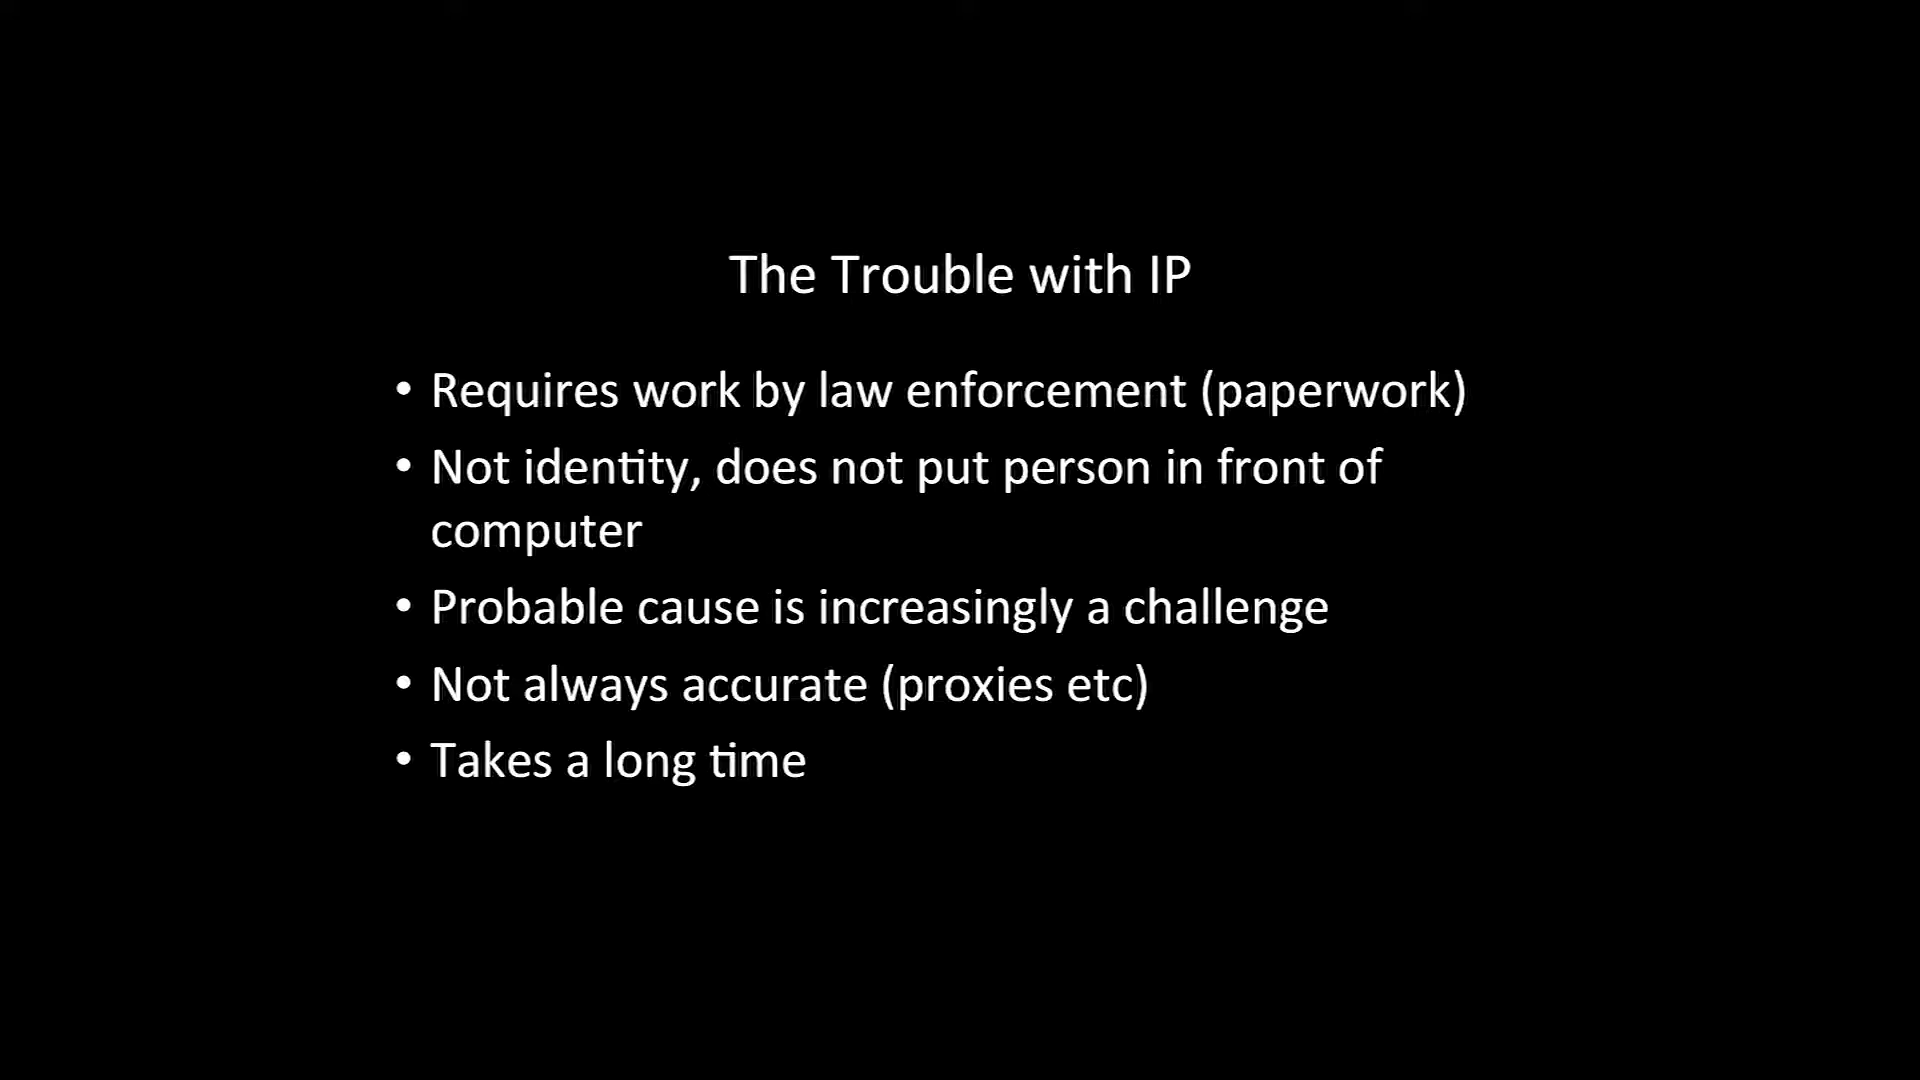 The Trouble with IP
• Requires work by law enforcement (paperwork)
• Not identity, does not put person in front of
computer
• Probable cause is increasingly a challenge
• Not always accurate (proxies etc)
• Takes a long time